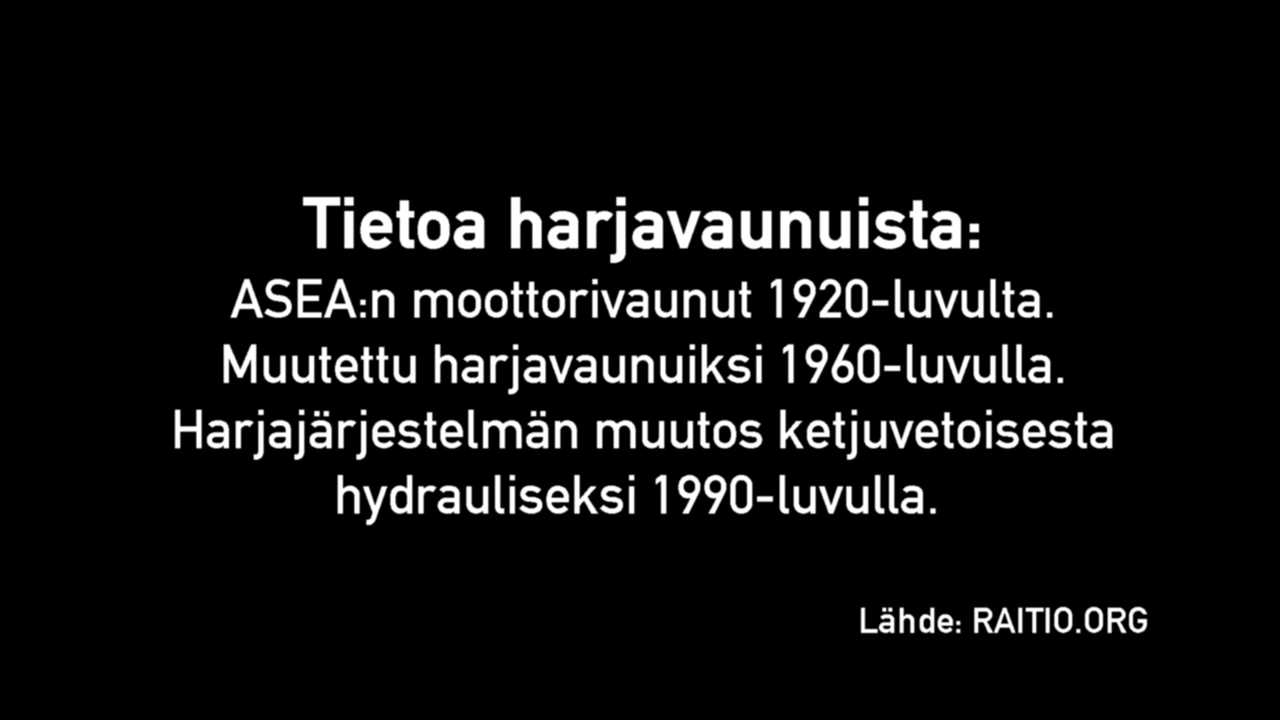 Tietoa harjavaunuista:
ASEA:n moottorivaunut 1920-luvulta.
Muutettu harjavaunuiksi 1960-luvulla.
Harjajärjestelmän muutos ketjuvetoisesta
hydrauliseksi 1990-luvulla.
Lähde: RAITIO.ORG